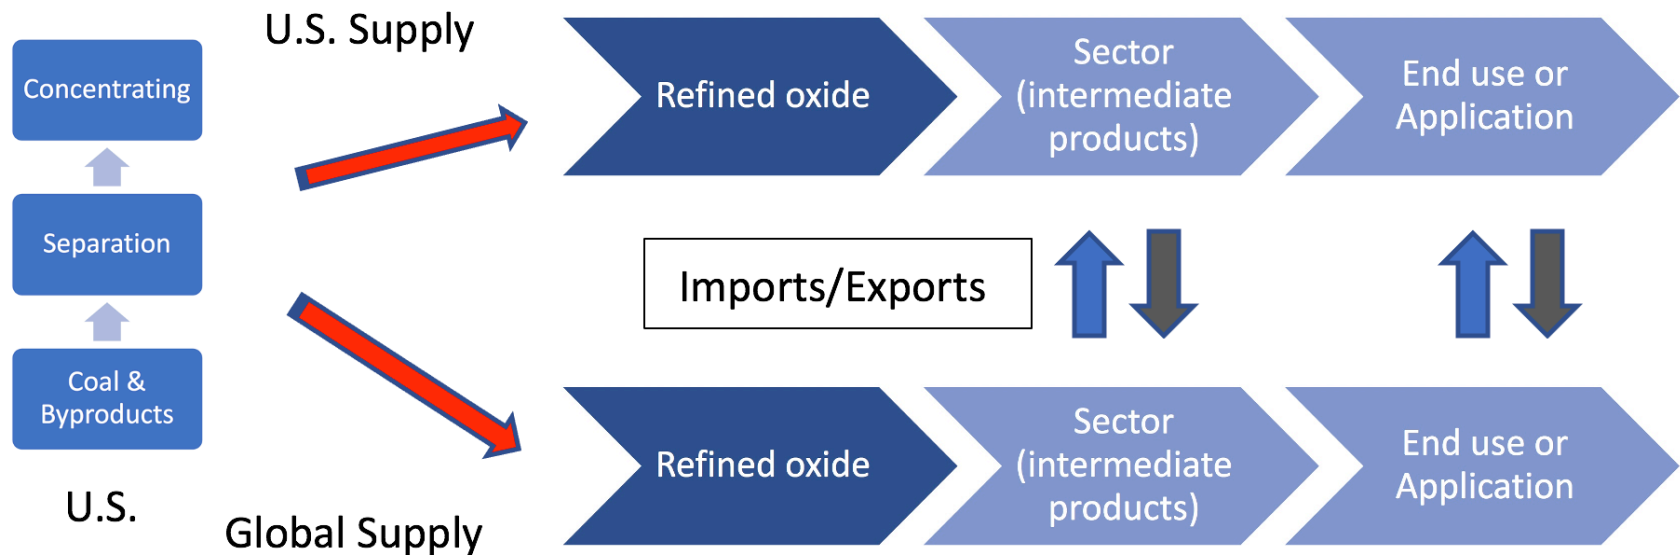 U.S. Supply
Concentrating
Separation
Coal &
Byproducts
U.S.
Global Supply
Refined oxide
Sector
(intermediate
products)
End use or
Application
Imports/Exports
Refined oxide
Sector
(intermediate
products)
End use or
Application